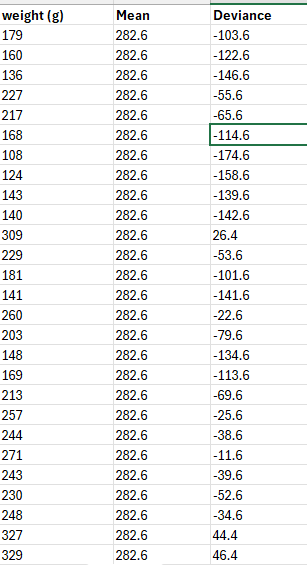 weight (g) Mean Deviance
179 282.6 -103.6
160 282.6 -122.6
136 282.6 -146.6
227 282.6 -55.6
217 282.6 -65.6
168 282.6 -114.6
108 282.6 -174.6
124 282.6 -158.6
143 282.6 -139.6
140 282.6 -142.6
309 282.6 26.4
229 282.6 -53.6
181 282.6 -101.6
141 282.6 -141.6
260 282.6 -22.6
203 282.6 -79.6
148 282.6 -134.6
169 282.6 -113.6
213 282.6 -69.6
257 282.6 -25.6
244 282.6 -38.6
271 282.6 -11.6
243 282.6 -39.6
230 282.6 -52.6
248 282.6 -34.6
327 282.6 44.4
329 282.6 46.4